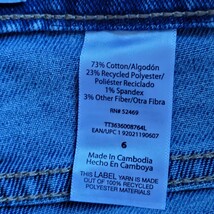 73% Cotton/Algodón
23% Recycled Polyester/
Poliéster Reciclado
1% Spandex
3% Other Fiber/Otra Fibra
RN# 52469
TT3636008764L
EAN/UPC 1 92021190607
6
Made in Cambodia
Hecho En Camboya
THIS LABEL YARN IS MADE
OUT OF 100% RECYCLED
POLYESTER MATERIALS